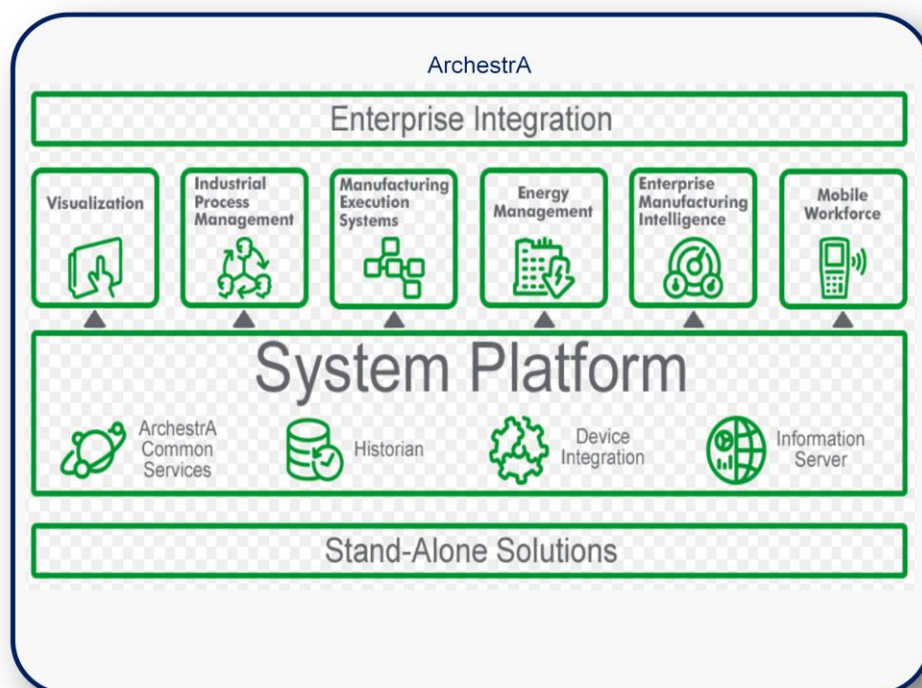 ArchestrA
Enterprise Integration
Visualization
Industrial
Process
Management
Manufacturing
Execution
Systems
Energy
Management
Enterprise
Manufacturing
Intelligence
Mobile
Workforce
System Platform
ArchestrA
Common
Services
Historian
Device
Integration
Information
Server
Stand-Alone Solutions